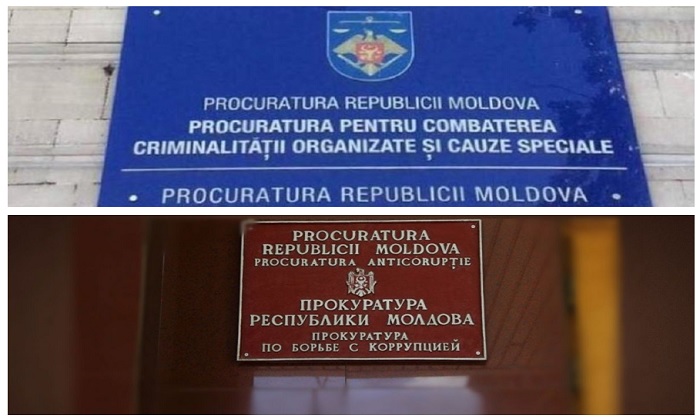 PROCURATURA REPUBLICII MOLDOVA
PROCURATURA PENTRU COMBATEREA
CRIMINALITĂȚII ORGANIZATE ȘI CAUZE SPECIALE
PROCURATURA REPUBLICII MOLDOVA
PROCURATURA
REPUBLICII MOLDOVA
PROCURATURA ANTICORUPȚIE
ПРОКУРАТУРА
РЕСПУБЛИКИ МОЛДОВА
ПРОКУРАТУРА
ПО БОРЬБЕ С КОРРУПЦИЕЙ